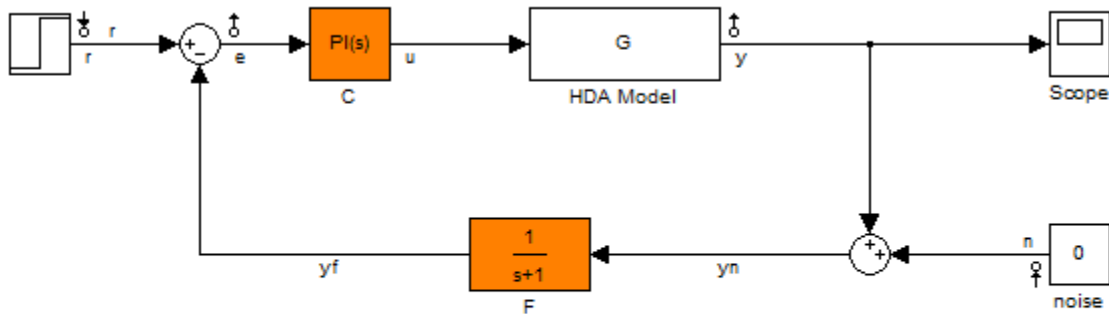 r
r
+
−
e
PI(s)
C
u
G
HDA Model
y
Scope
1
s+1
F
yf
yn
+
+
n
0
noise